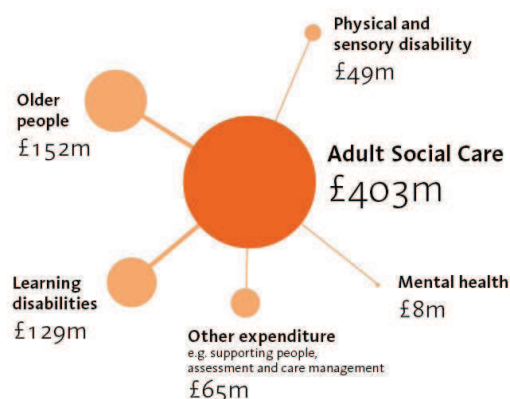 Physical and
sensory disability
£49m
Older
people
£152m
Adult Social Care
£403m
Learning
disabilities
£129m
Mental health
£8m
Other expenditure
e.g. supporting people,
assessment and care management
£65m